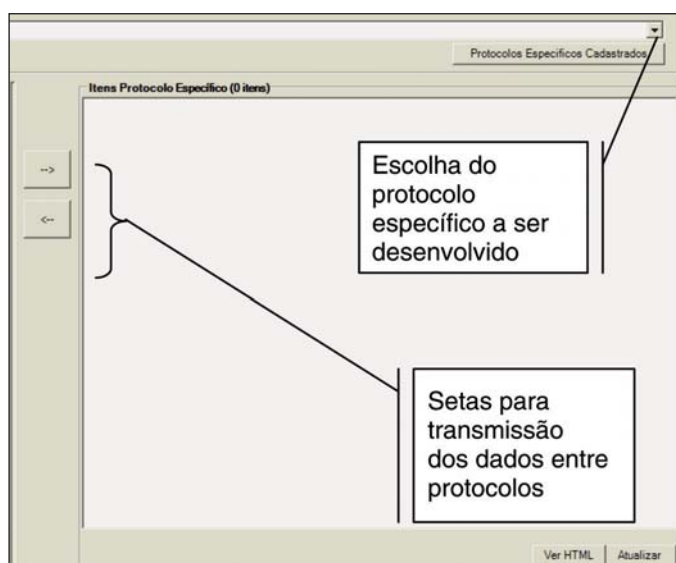 Protocolos Especificos Cadastrados
Itens Protocolo Específico (0 itens)
-->
<--
Escolha do
protocolo
específico a ser
desenvolvido
Setas para
transmissão
dos dados entre
protocolos
Ver HTML
Atualizar